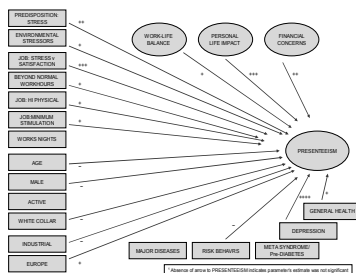 PREDISPOSITION
STRESS
**
ENVIRONMENTAL
STRESSORS
*
JOB: STRESS v
SATISFACTION
***
BEYOND NORMAL
WORKHOURS
*
JOB: HI PHYSICAL
*
JOB:MINIMUM
STIMULATION
*
WORKS NIGHTS
WORK-LIFE
BALANCE
*
PERSONAL
LIFE IMPACT
***
FINANCIAL
CONCERNS
**
PRESENTEEISM
AGE
-
MALE
-
ACTIVE
-
WHITE COLLAR
-
INDUSTRIAL
-
EUROPE
*
MAJOR DISEASES
RISK BEHAVRS
-
META SYNDROME/
Pre-DIABETES
DEPRESSION
****
GENERAL HEALTH
*
Absence of arrow to PRESENTEEISM indicates parameter's estimate was not significant